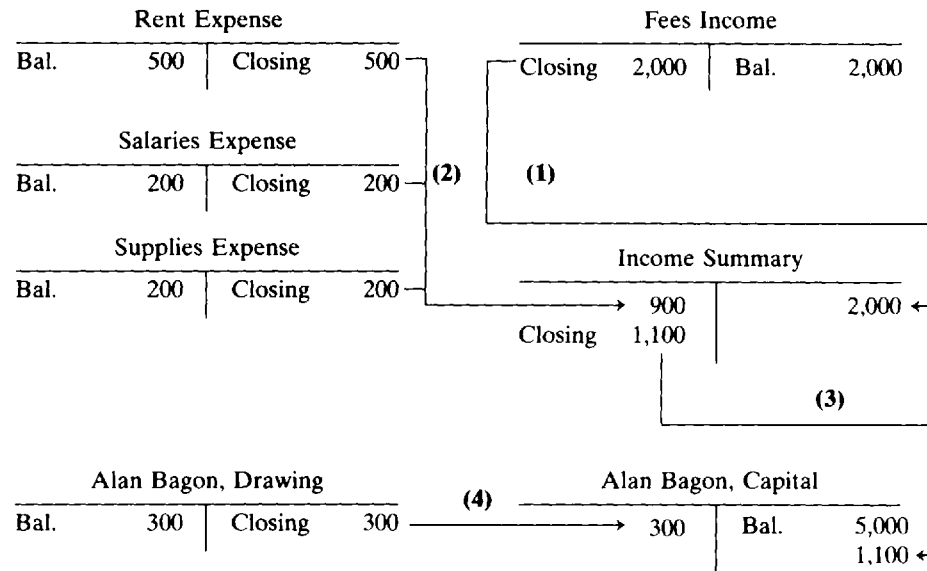 Rent Expense
Bal. 500 Closing 500
Salaries Expense
Bal. 200 Closing 200
Supplies Expense
Bal. 200 Closing 200
(2)
Fees Income
Closing 2,000 Bal. 2,000
(1)
Income Summary
900 2,000
Closing 1,100
(3)
Alan Bagon, Drawing
Bal. 300 Closing 300
(4)
Alan Bagon, Capital
300 Bal. 5,000
1,100